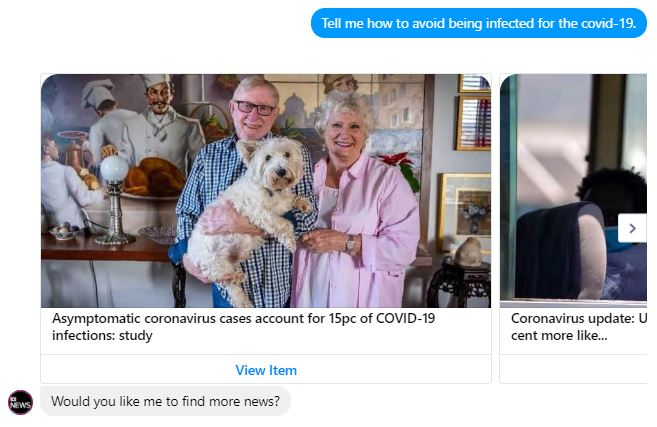 Tell me how to avoid being infected for the covid-19.
Asymptomatic coronavirus cases account for 15pc of COVID-19
infections: study
View Item
Coronavirus update: U
cent more like...
NEWS
Would you like me to find more news?